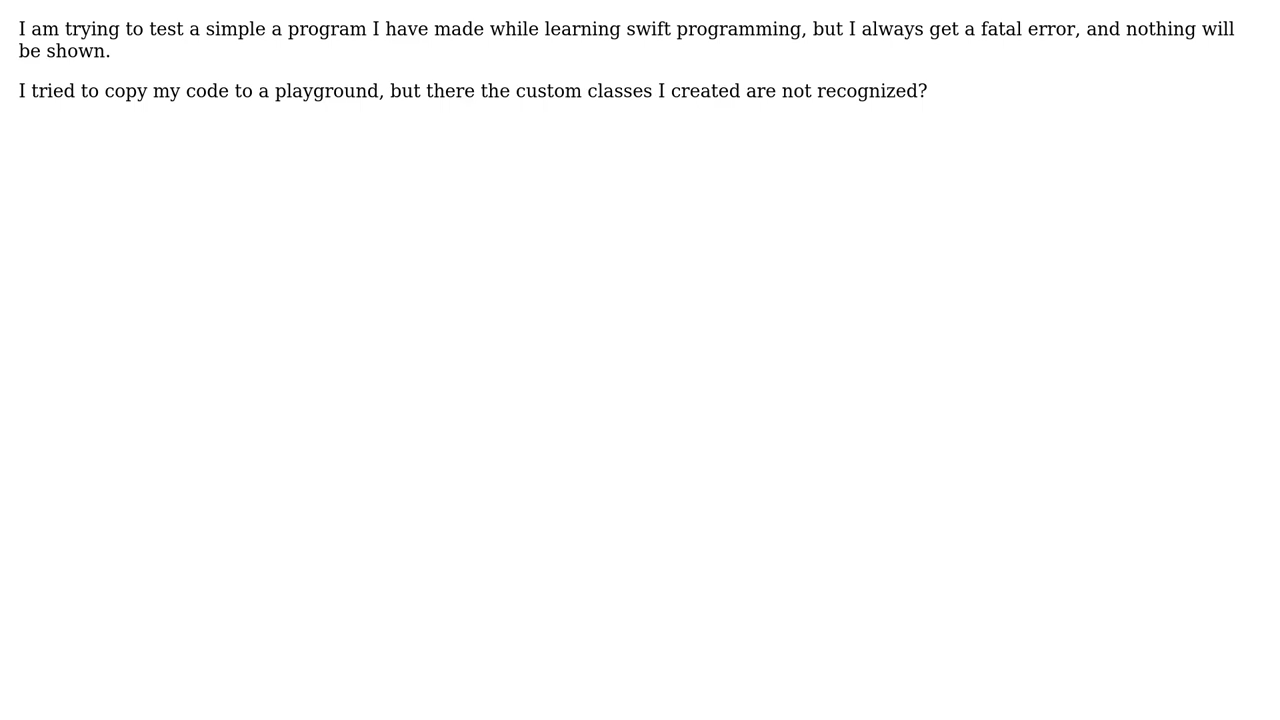 I am trying to test a simple a program I have made while learning swift programming, but I always get a fatal error, and nothing will
be shown.
I tried to copy my code to a playground, but there the custom classes I created are not recognized?